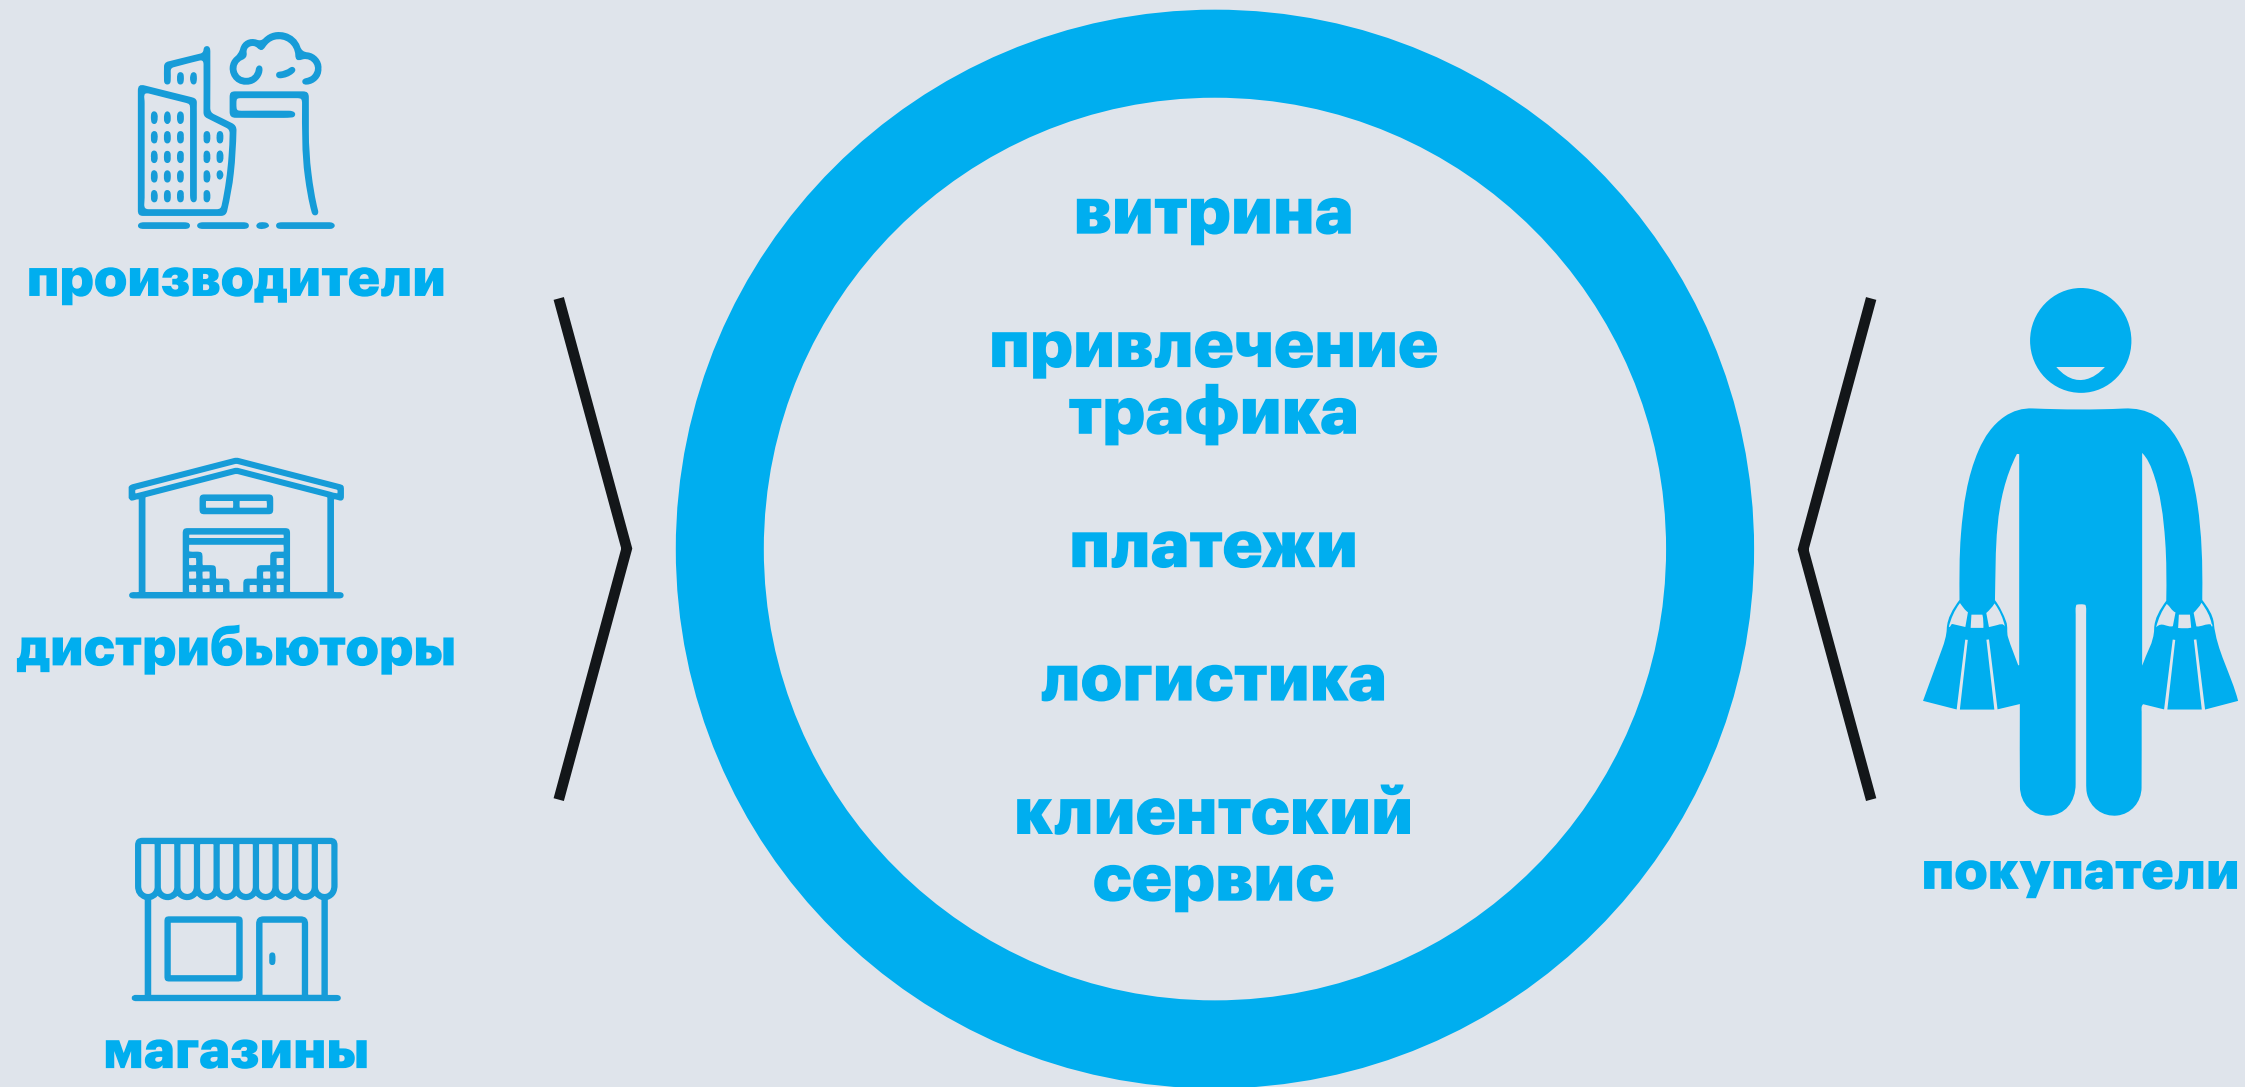 производители
дистрибьюторы
магазины
витрина
привлечение
трафика
платежи
логистика
клиентский
сервис
покупатели